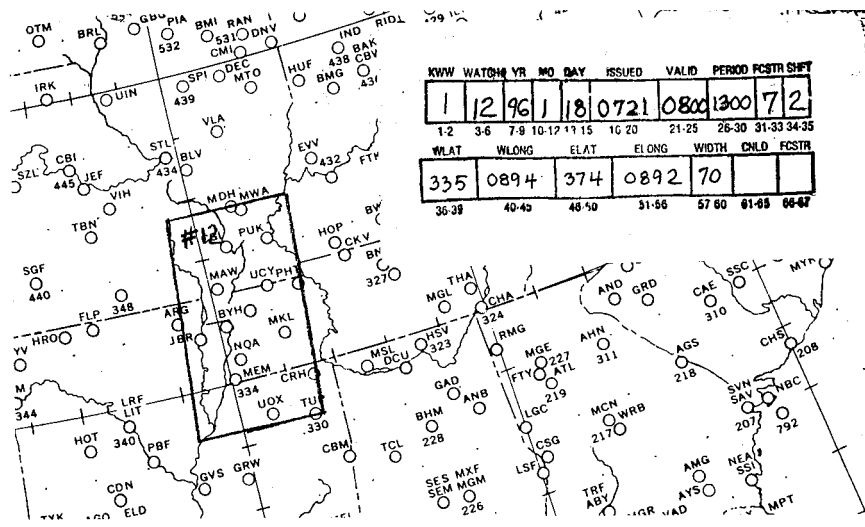 OTM BRL GBG PIA 532 BMI RAN 531 DNV CMI IND 438 BAK CBV RIDT
IRK UIN SPI 439 DEC MTO HUF BMG
VLA
STL 434 BLV EVV 432 FTK
SZL CBI 445 JEF VIH
MDH MWA
TBN #12 PUK HOP CKV
SGF 440 MAW UCY PHT 327
348 FLP HRO ARG BYH JBR MKL
NQA MEM 334 CRH
344 LRF LIT 340 UOX 330
HOT PBF
CDN ELD GVS GRW CBM TCL
THA MGL CHA 324
HSV 323 MSL DCU RMG
MGE 227 FTY ATL 219
GAD ANB BHM 228 LGC
CSG LSF
SES SEM MXF MGM 226
AND GRD CAE 310 SSC MYR
AHN 311 AGS 218 CHS 208
MCN 217 WRB SVN SAV 207 NBC 792
AMG AYS NEA SSI MPT
TRF ABY MGR VAD
KWW WATCH# YR MO DAY ISSUED VALID PERIOD FCSTR SHFT
1 12 96 1 18 0721 0800 1300 7 2
1-2 3-6 7-9 10-12 13-15 16-20 21-25 26-30 31-33 34-35
WLAT WLONG ELAT ELONG WIDTH CNLD FCSTR
335 0894 374 0892 70
36-39 40-45 46-50 51-56 57-60 61-65 66-67